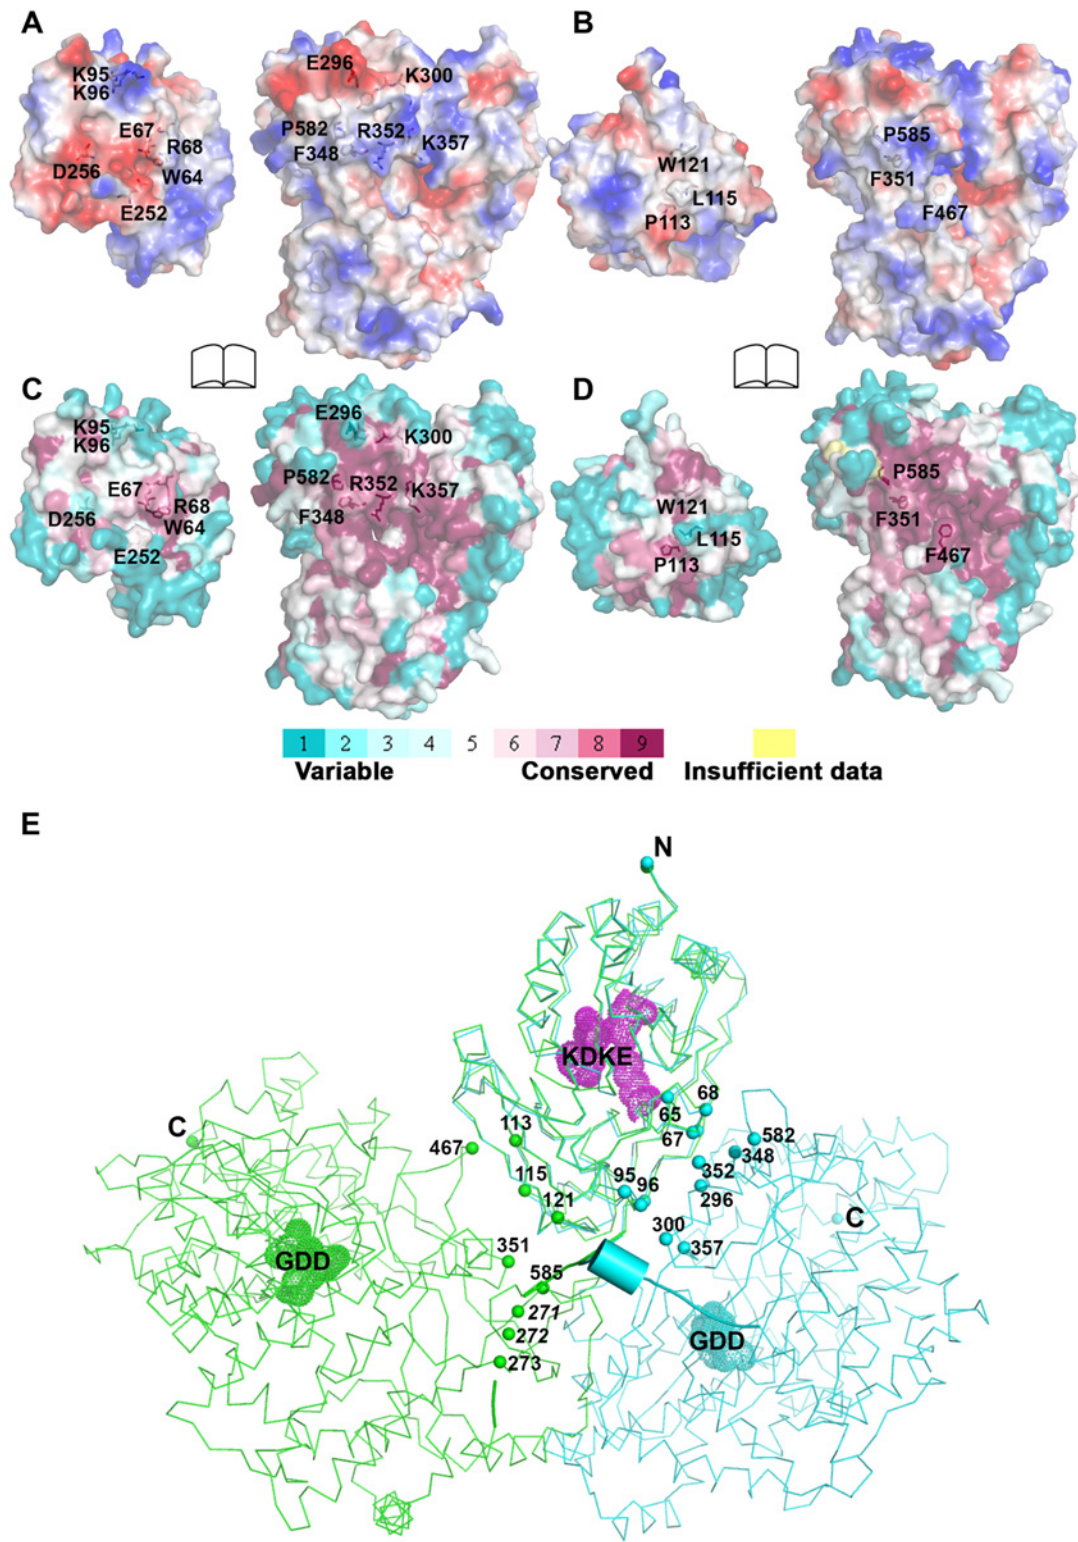 A
K95
K96
E67
R68
D256
W64
E252
E296
K300
P582
R352
K357
F348
B
W121
L115
P113
P585
F351
F467
C
K95
K96
E67
R68
D256
W64
E252
E296
K300
P582
R352
K357
F348
D
W121
L115
P113
P585
F351
F467
1 2 3 4 5 6 7 8 9
Variable Conserved Insufficient data
E
N
KDKE
65
68
67
582
348
352
296
C
467
113
115
95
96
121
300
357
C
351
GDD
585
271
272
273
GDD